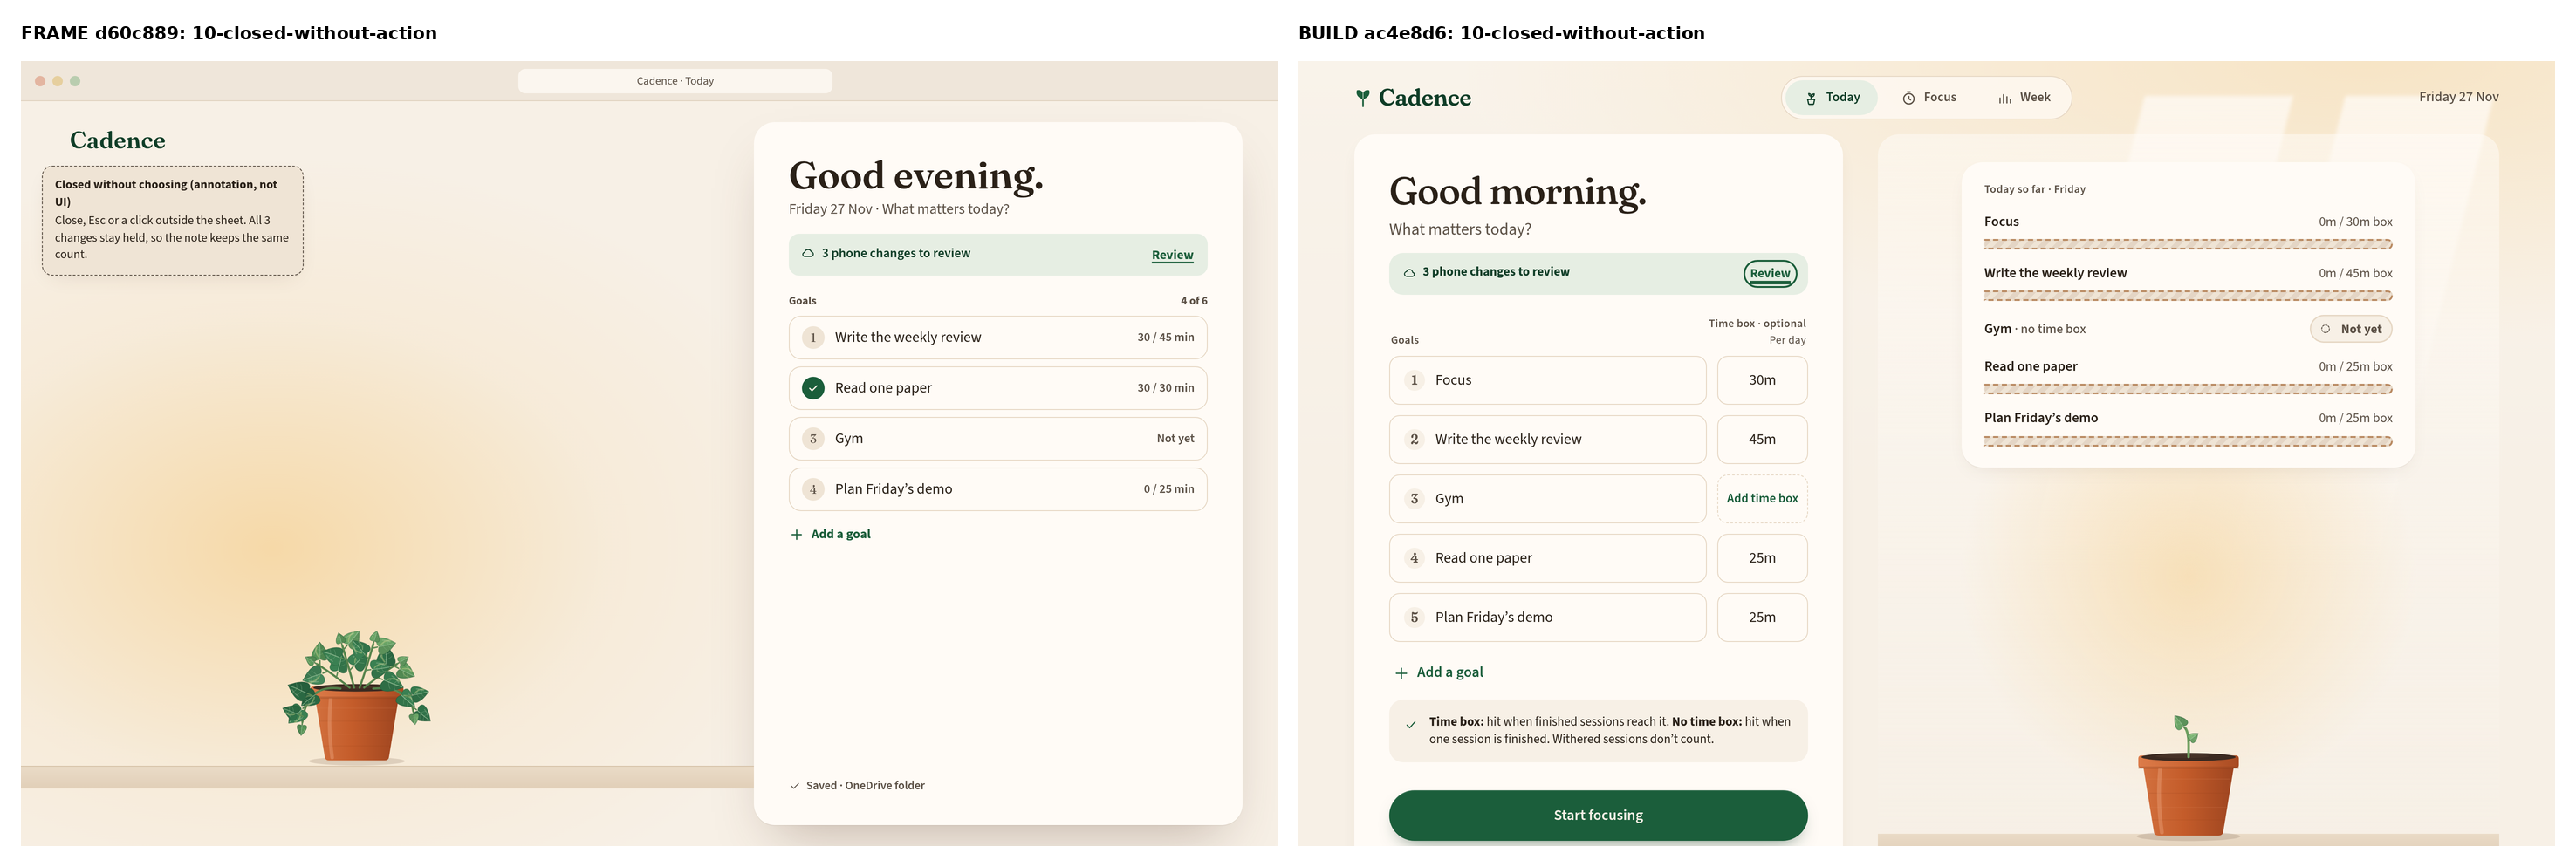 FRAME d60c889: 10-closed-without-action
Cadence · Today
Cadence
Closed without choosing (annotation, not
UI)
Close, Esc or a click outside the sheet. All 3
changes stay held, so the note keeps the same
count.
Good evening.
Friday 27 Nov · What matters today?
3 phone changes to review
Review
Goals
4 of 6
1 Write the weekly review 30 / 45 min
Read one paper 30 / 30 min
3 Gym Not yet
4 Plan Friday’s demo 0 / 25 min
Add a goal
Saved · OneDrive folder
BUILD ac4e8d6: 10-closed-without-action
Cadence
Today
Focus
Week
Friday 27 Nov
Good morning.
What matters today?
3 phone changes to review
Review
Time box · optional
Goals
Per day
1 Focus 30m
2 Write the weekly review 45m
3 Gym Add time box
4 Read one paper 25m
5 Plan Friday’s demo 25m
Add a goal
Time box: hit when finished sessions reach it. No time box: hit when
one session is finished. Withered sessions don’t count.
Start focusing
Today so far · Friday
Focus 0m / 30m box
Write the weekly review 0m / 45m box
Gym · no time box Not yet
Read one paper 0m / 25m box
Plan Friday’s demo 0m / 25m box